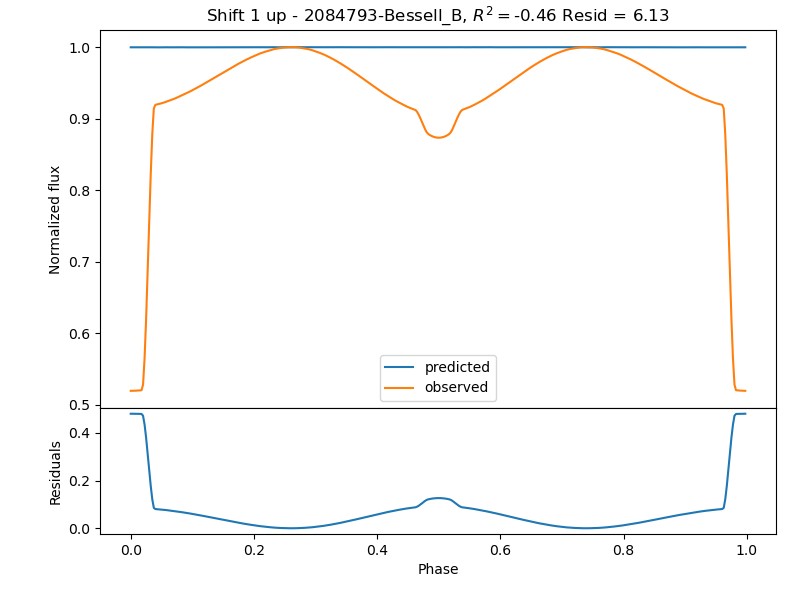 Shift 1 up - 2084793-Bessell_B, $R^2 =$-0.46 Resid = 6.13
1.0
0.9
0.8
0.7
0.6
0.5
Normalized flux
predicted
observed
0.4
0.2
0.0
Residuals
0.0 0.2 0.4 0.6 0.8 1.0
Phase